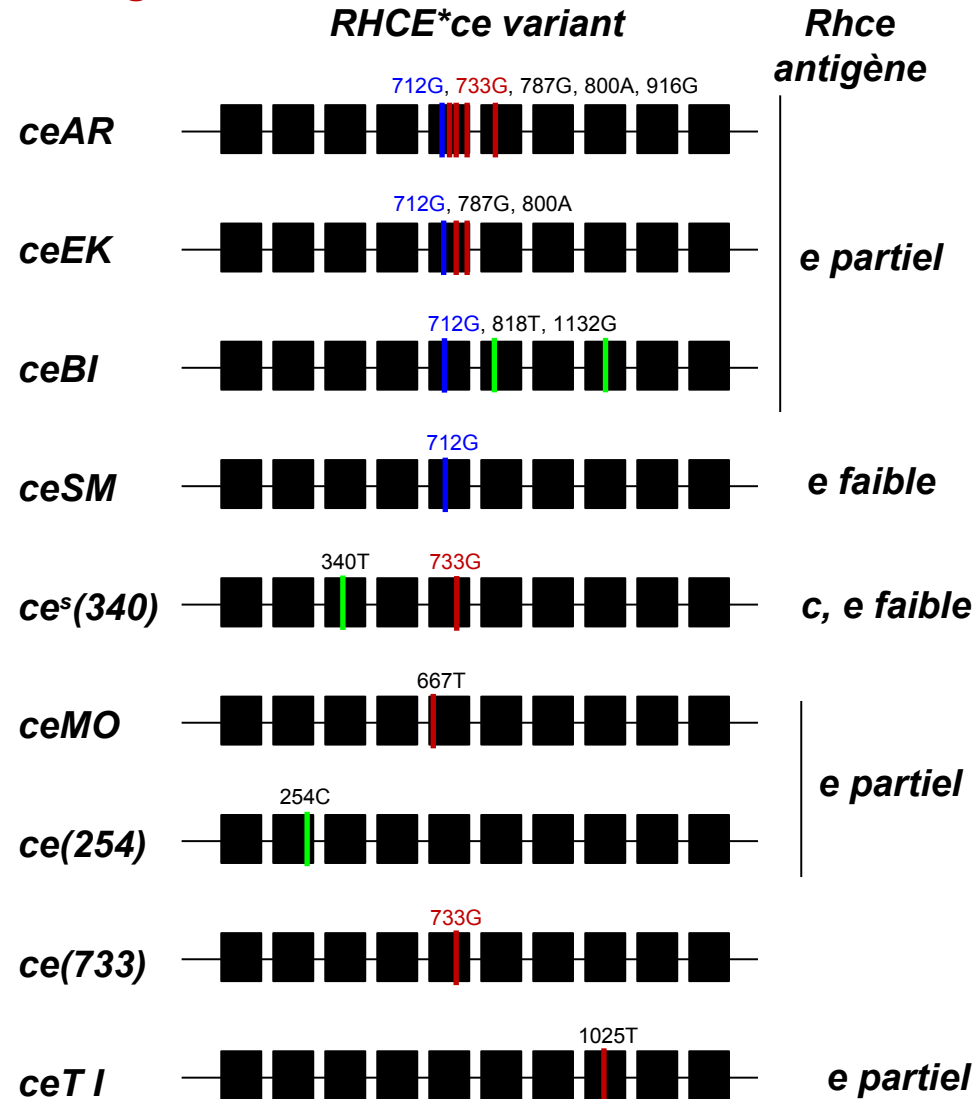 RHCE*ce variant
Rhce
antigène
712G, 733G, 787G, 800A, 916G
ceAR
712G, 787G, 800A
ceEK
e partiel
712G, 818T, 1132G
ceBI
712G
ceSM
e faible
340T
733G
ceˢ(340)
c, e faible
667T
ceMO
e partiel
254C
ce(254)
733G
ce(733)
1025T
ceT I
e partiel